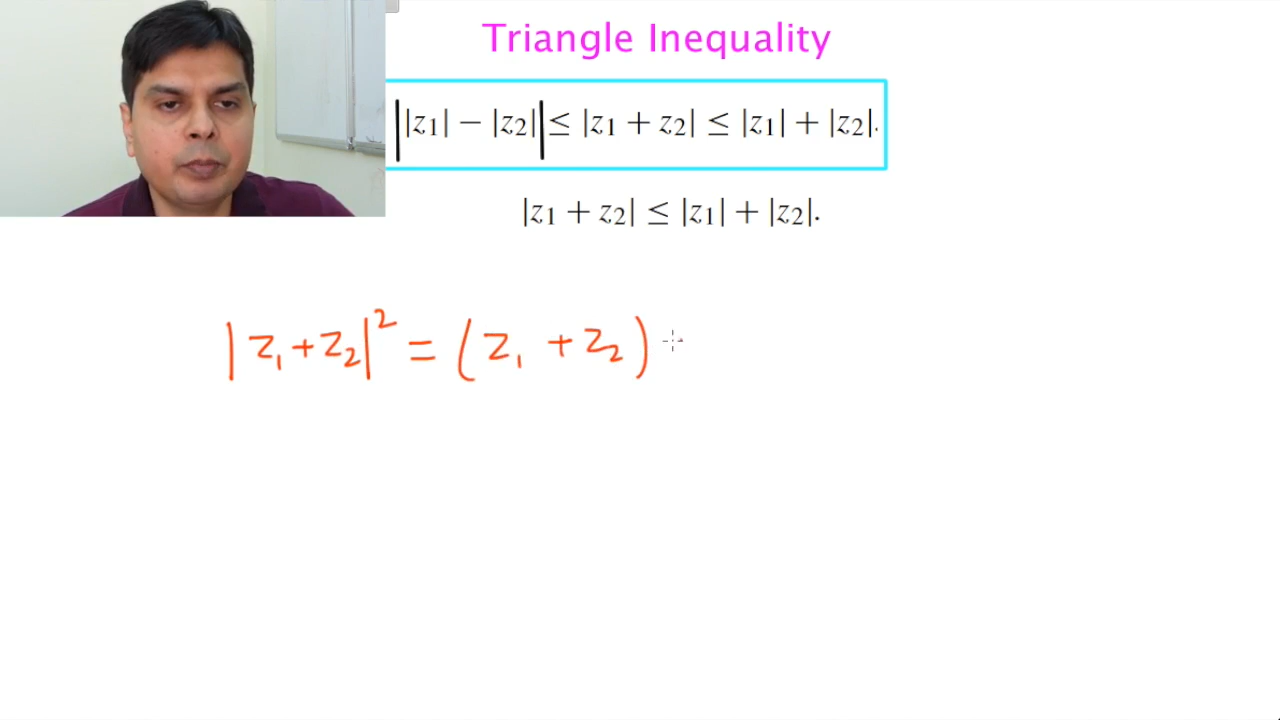 Triangle Inequality
||z₁| − |z₂|| ≤ |z₁ + z₂| ≤ |z₁| + |z₂|.
|z₁ + z₂| ≤ |z₁| + |z₂|.
|z₁+z₂|² = (z₁ + z₂)